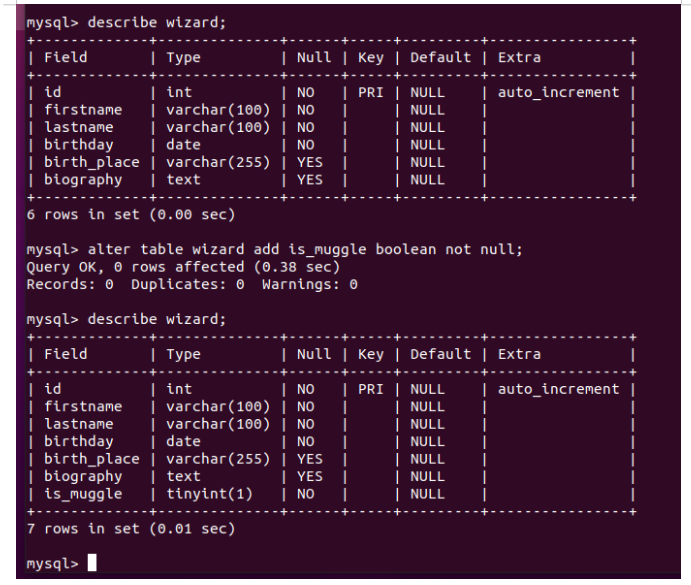 mysql> describe wizard;
+-------------+--------------+------+-----+---------+----------------+
| Field       | Type         | Null | Key | Default | Extra          |
+-------------+--------------+------+-----+---------+----------------+
| id          | int          | NO   | PRI | NULL    | auto_increment |
| firstname   | varchar(100) | NO   |     | NULL    |                |
| lastname    | varchar(100) | NO   |     | NULL    |                |
| birthday    | date         | NO   |     | NULL    |                |
| birth_place | varchar(255) | YES  |     | NULL    |                |
| biography   | text         | YES  |     | NULL    |                |
+-------------+--------------+------+-----+---------+----------------+
6 rows in set (0.00 sec)
mysql> alter table wizard add is_muggle boolean not null;
Query OK, 0 rows affected (0.38 sec)
Records: 0  Duplicates: 0  Warnings: 0
mysql> describe wizard;
+-------------+--------------+------+-----+---------+----------------+
| Field       | Type         | Null | Key | Default | Extra          |
+-------------+--------------+------+-----+---------+----------------+
| id          | int          | NO   | PRI | NULL    | auto_increment |
| firstname   | varchar(100) | NO   |     | NULL    |                |
| lastname    | varchar(100) | NO   |     | NULL    |                |
| birthday    | date         | NO   |     | NULL    |                |
| birth_place | varchar(255) | YES  |     | NULL    |                |
| biography   | text         | YES  |     | NULL    |                |
| is_muggle   | tinyint(1)   | NO   |     | NULL    |                |
+-------------+--------------+------+-----+---------+----------------+
7 rows in set (0.01 sec)
mysql>